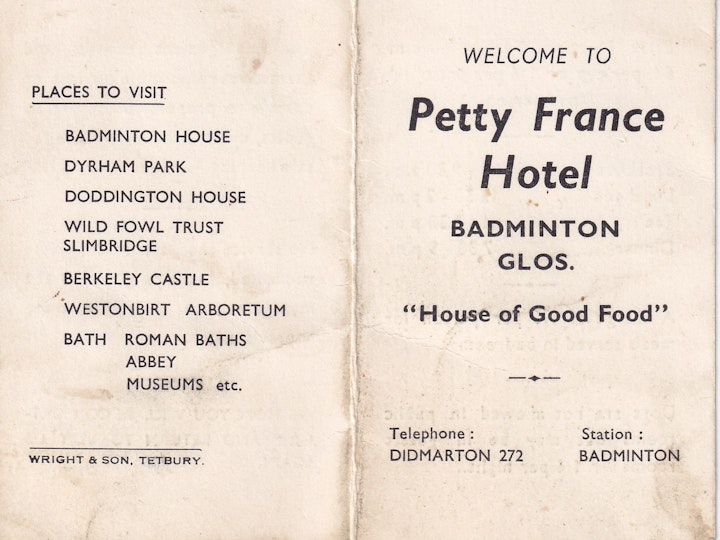 PLACES TO VISIT
BADMINTON HOUSE
DYRHAM PARK
DODDINGTON HOUSE
WILD FOWL TRUST
SLIMBRIDGE
BERKELEY CASTLE
WESTONBIRT ARBORETUM
BATH ROMAN BATHS
ABBEY
MUSEUMS etc.
WRIGHT & SON, TETBURY.
WELCOME TO
Petty France
Hotel
BADMINTON
GLOS.
"House of Good Food"
Telephone : Station :
DIDMARTON 272 BADMINTON